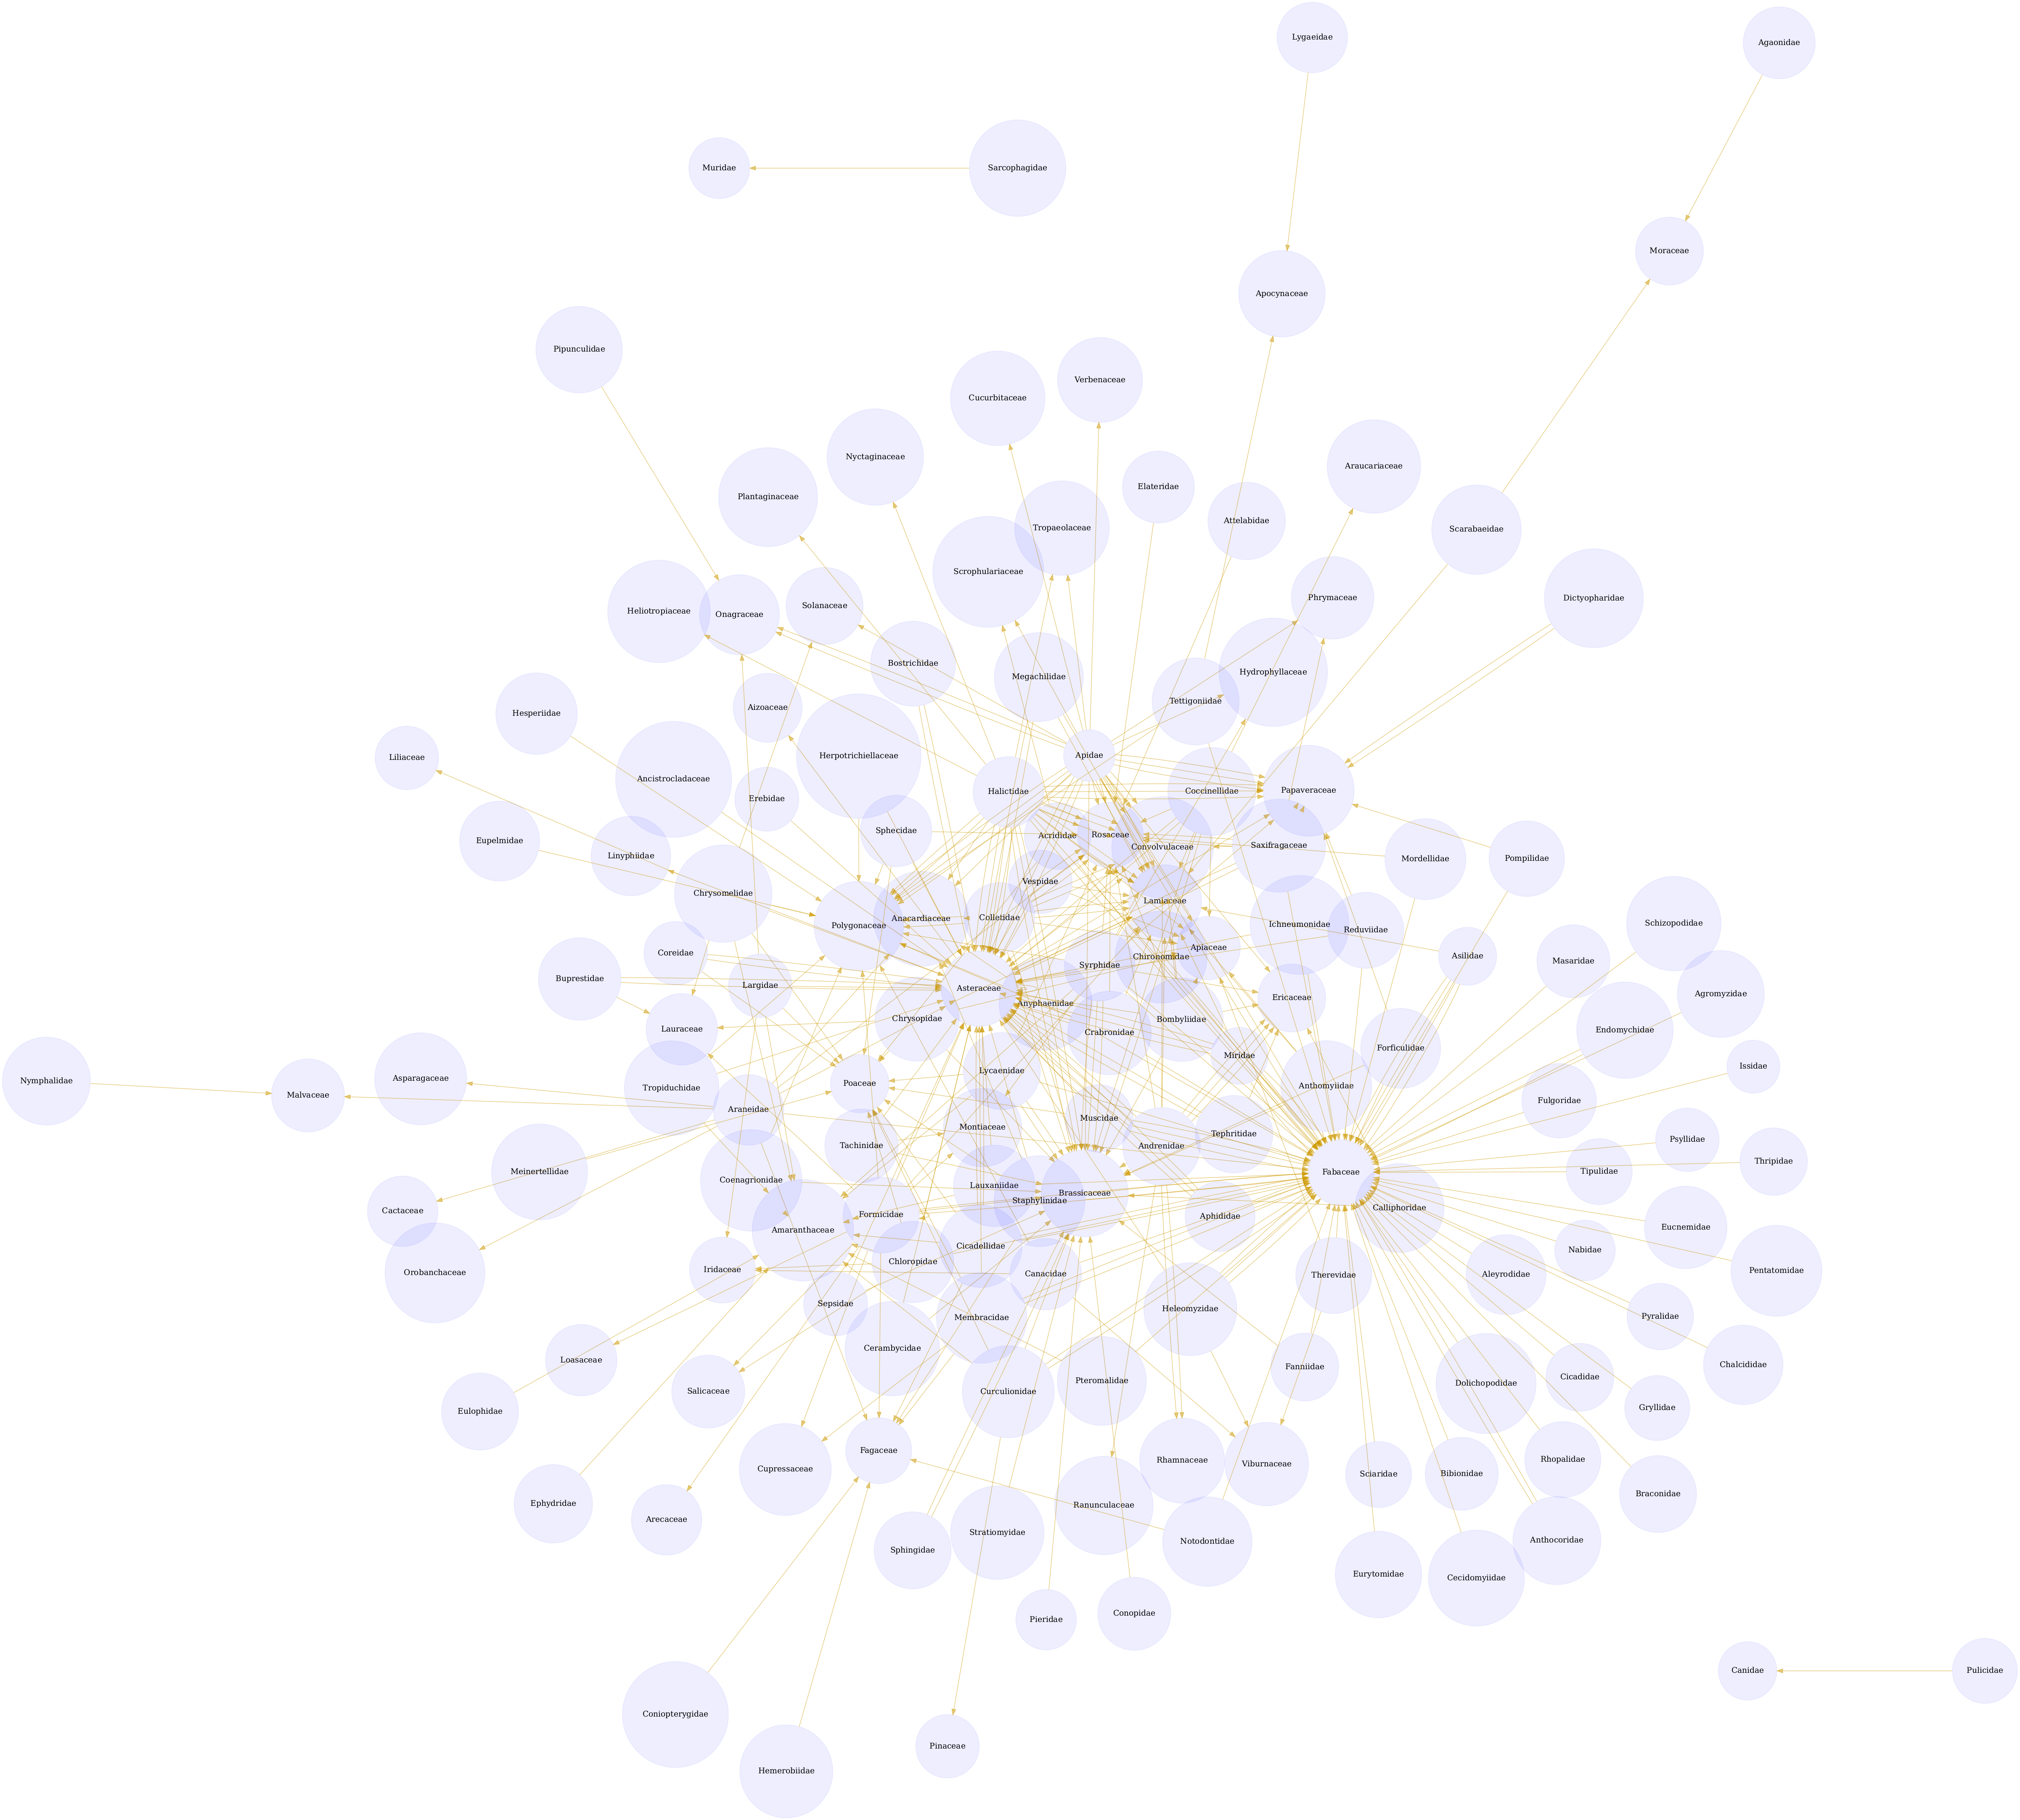 Lygaeidae
Agaonidae
Muridae
Sarcophagidae
Moraceae
Apocynaceae
Pipunculidae
Verbenaceae
Cucurbitaceae
Nyctaginaceae
Araucariaceae
Elateridae
Plantaginaceae
Attelabidae
Tropaeolaceae
Scarabaeidae
Scrophulariaceae
Phrymaceae
Dictyopharidae
Solanaceae
Heliotropiaceae
Onagraceae
Bostrichidae
Hydrophyllaceae
Megachilidae
Tettigoniidae
Aizoaceae
Hesperiidae
Herpotrichiellaceae
Apidae
Liliaceae
Ancistrocladaceae
Papaveraceae
Halictidae
Coccinellidae
Erebidae
Sphecidae
Acrididae
Rosaceae
Eupelmidae
Saxifragaceae
Convolvulaceae
Linyphiidae
Mordellidae
Pompilidae
Vespidae
Chrysomelidae
Lamiaceae
Colletidae
Anacardiaceae
Schizopodidae
Polygonaceae
Ichneumonidae
Reduviidae
Apiaceae
Coreidae
Chironomidae
Asilidae
Masaridae
Syrphidae
Buprestidae
Largidae
Asteraceae
Agromyzidae
Ericaceae
Anyphaenidae
Chrysopidae
Bombyliidae
Lauraceae
Endomychidae
Crabronidae
Forficulidae
Miridae
Issidae
Lycaenidae
Asparagaceae
Nymphalidae
Poaceae
Anthomyiidae
Tropiduchidae
Malvaceae
Fulgoridae
Araneidae
Muscidae
Montiaceae
Tephritidae
Psyllidae
Tachinidae
Andrenidae
Thripidae
Meinertellidae
Fabaceae
Tipulidae
Coenagrionidae
Lauxaniidae
Brassicaceae
Staphylinidae
Calliphoridae
Cactaceae
Formicidae
Aphididae
Eucnemidae
Amaranthaceae
Cicadellidae
Nabidae
Chloropidae
Iridaceae
Pentatomidae
Orobanchaceae
Canacidae
Therevidae
Aleyrodidae
Sepsidae
Heleomyzidae
Pyralidae
Membracidae
Cerambycidae
Loasaceae
Chalcididae
Fanniidae
Cicadidae
Pteromalidae
Dolichopodidae
Salicaceae
Curculionidae
Gryllidae
Eulophidae
Fagaceae
Rhamnaceae
Rhopalidae
Viburnaceae
Cupressaceae
Sciaridae
Bibionidae
Braconidae
Ephydridae
Ranunculaceae
Arecaceae
Stratiomyidae
Anthocoridae
Notodontidae
Sphingidae
Eurytomidae
Cecidomyiidae
Conopidae
Pieridae
Canidae
Pulicidae
Coniopterygidae
Pinaceae
Hemerobiidae